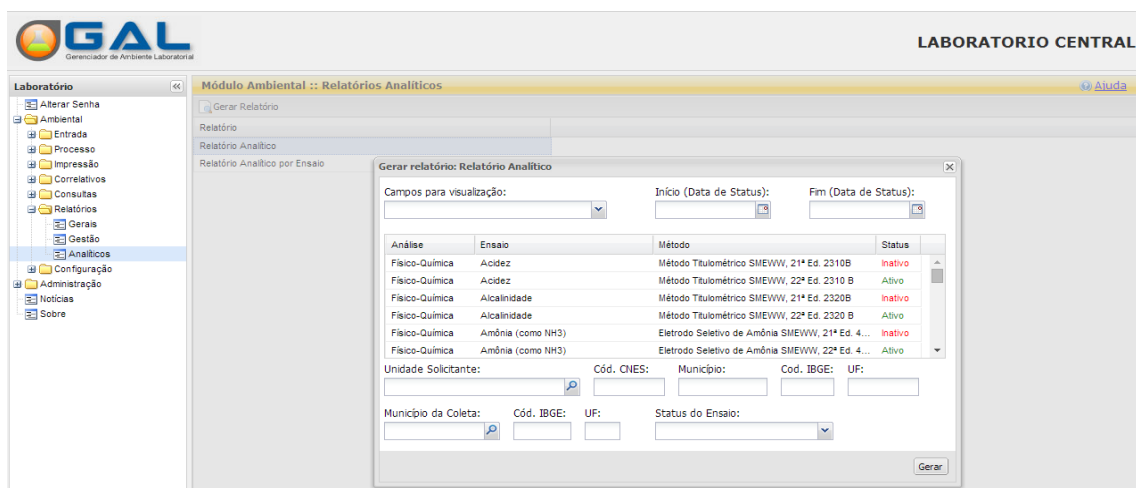 GAL
Gerenciador de Ambiente Laboratorial
LABORATORIO CENTRAL
Laboratório
Alterar Senha
Ambiental
Entrada
Processo
Impressão
Correlativos
Consultas
Relatórios
Gerais
Gestão
Analíticos
Configuração
Administração
Notícias
Sobre
Módulo Ambiental :: Relatórios Analíticos
Ajuda
Gerar Relatório
Relatório
Relatório Analítico
Relatório Analítico por Ensaio
Gerar relatório: Relatório Analítico
Campos para visualização: Início (Data de Status): Fim (Data de Status):
Análise Ensaio Método Status
Físico-Química Acidez Método Titulométrico SMEWW, 21ª Ed. 2310B Inativo
Físico-Química Acidez Método Titulométrico SMEWW, 22ª Ed. 2310 B Ativo
Físico-Química Alcalinidade Método Titulométrico SMEWW, 21ª Ed. 2320B Inativo
Físico-Química Alcalinidade Método Titulométrico SMEWW, 22ª Ed. 2320 B Ativo
Físico-Química Amônia (como NH3) Eletrodo Seletivo de Amônia SMEWW, 21ª Ed. 4... Inativo
Físico-Química Amônia (como NH3) Eletrodo Seletivo de Amônia SMEWW, 22ª Ed. 4... Ativo
Unidade Solicitante: Cód. CNES: Município: Cod. IBGE: UF:
Município da Coleta: Cód. IBGE: UF: Status do Ensaio:
Gerar